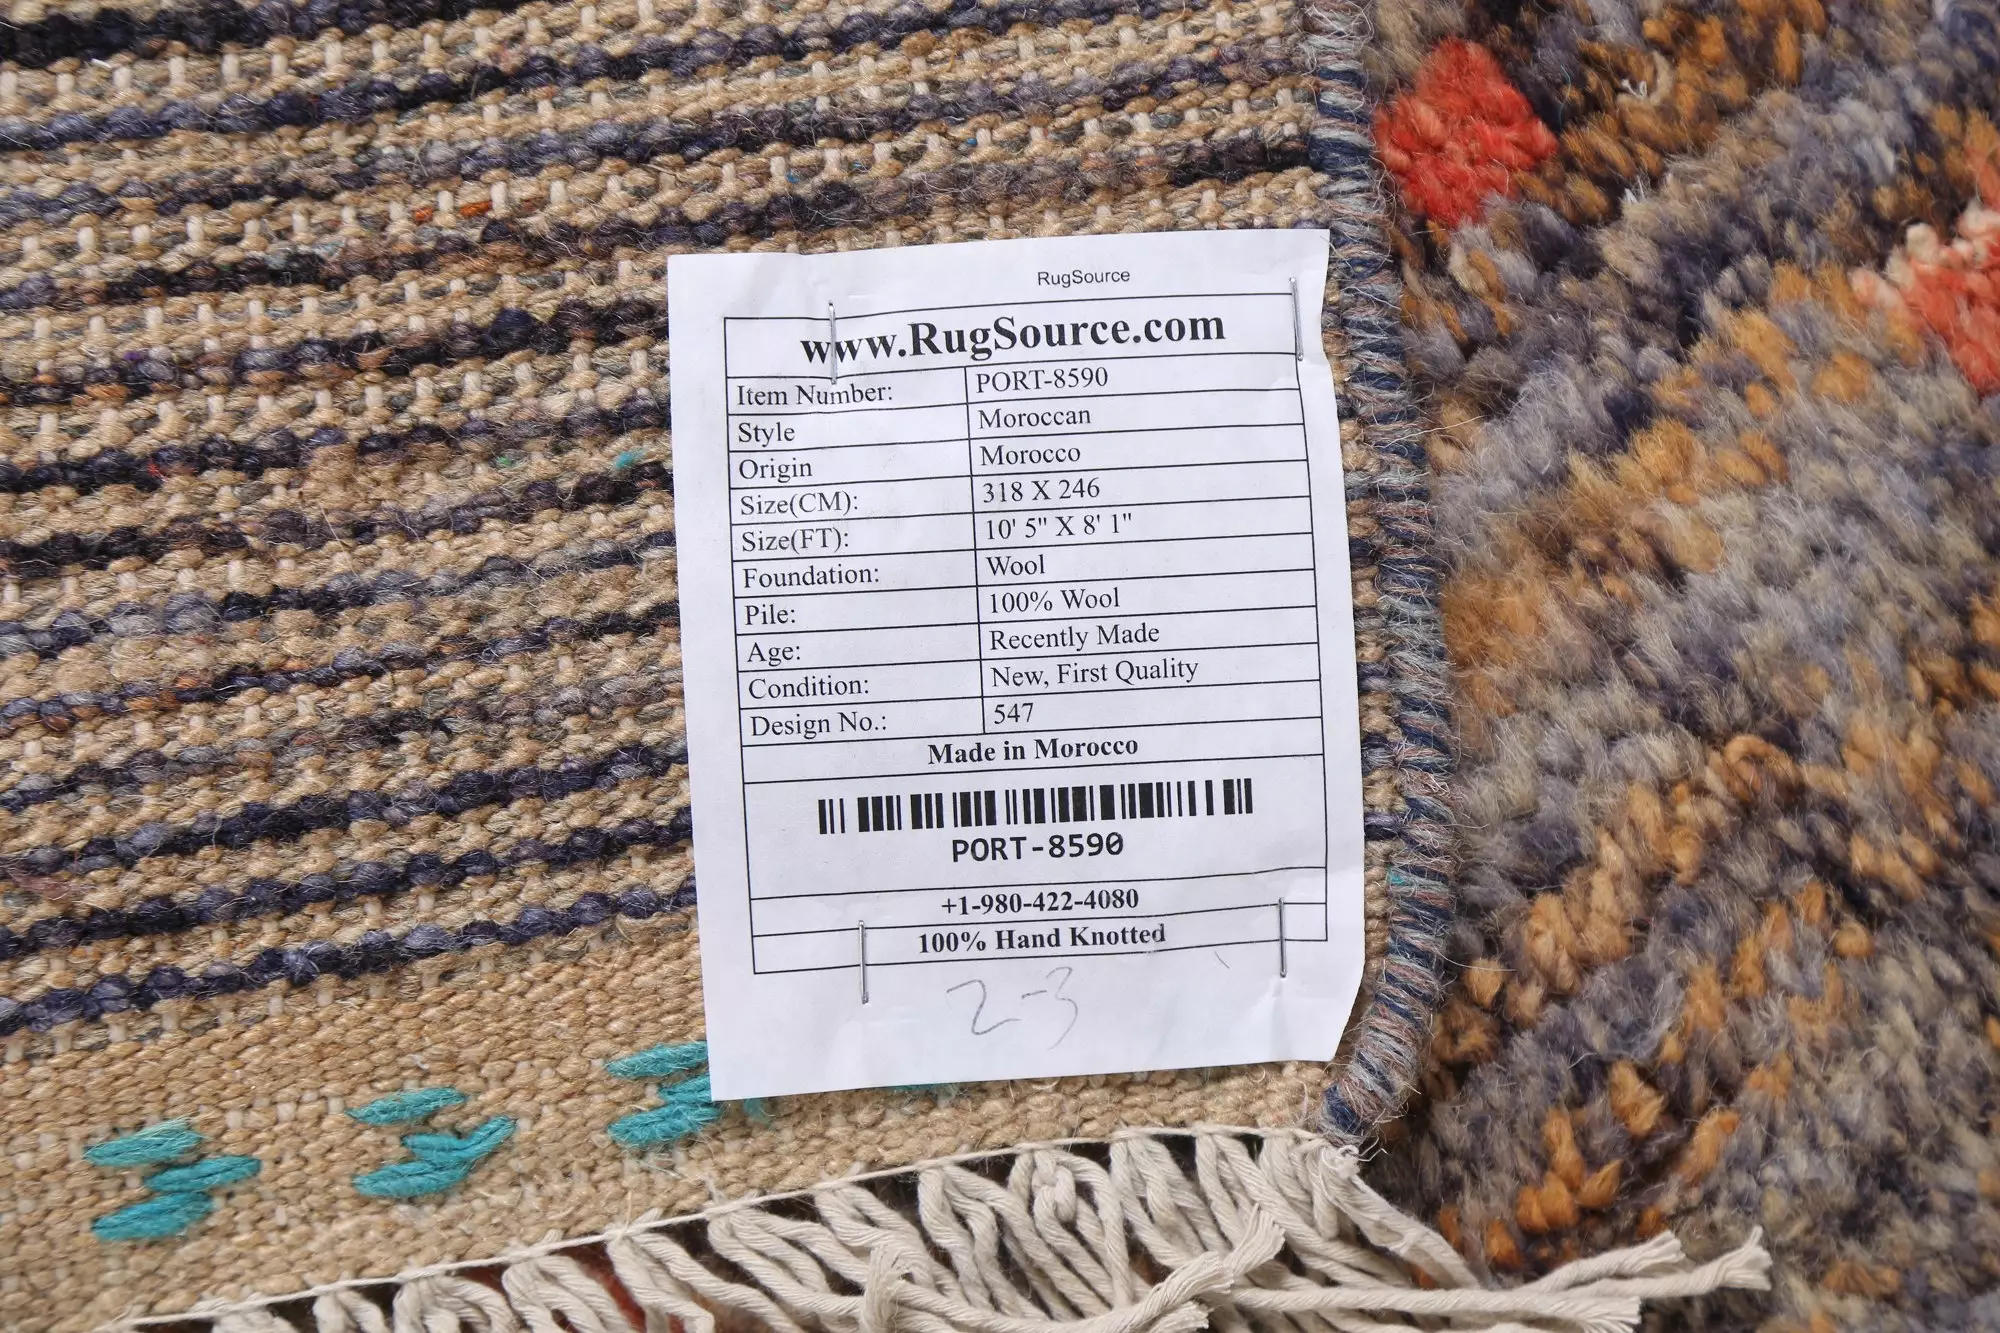 RugSource
www.RugSource.com
Item Number: PORT-8590
Style Moroccan
Origin Morocco
Size(CM): 318 X 246
Size(FT): 10' 5" X 8' 1"
Foundation: Wool
Pile: 100% Wool
Age: Recently Made
Condition: New, First Quality
Design No.: 547
Made in Morocco
PORT-8590
+1-980-422-4080
100% Hand Knotted
2-3